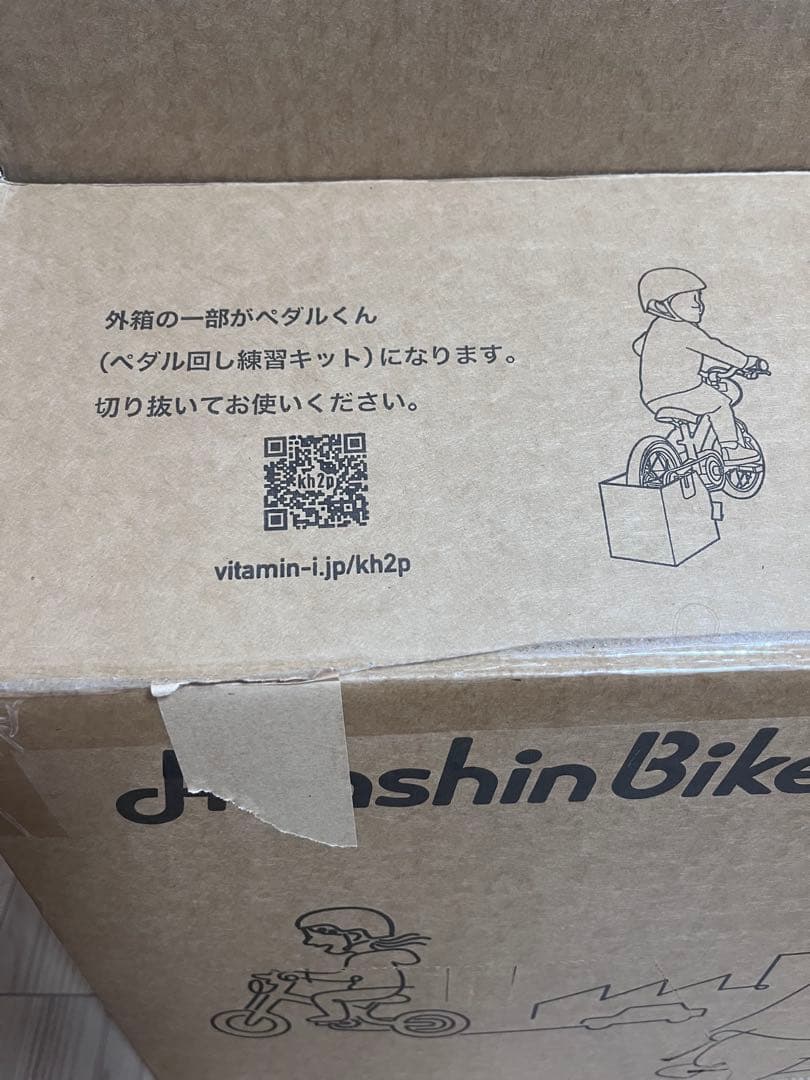 外箱の一部がペダルくん
（ペダル回し練習キット）になります。
切り抜いてお使いください。
kh2p
vitamin-i.jp/kh2p
Bike